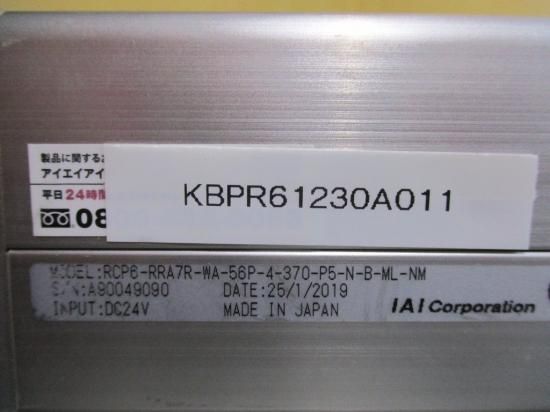 製品に関するお
アイエイアイ
平日24時間
08
KBPR61230A011
MODEL:RCP6-RRA7R-WA-56P-4-370-P5-N-B-ML-NM
S/N:A90049090 DATE:25/1/2019
INPUT:DC24V MADE IN JAPAN
IAI Corporation